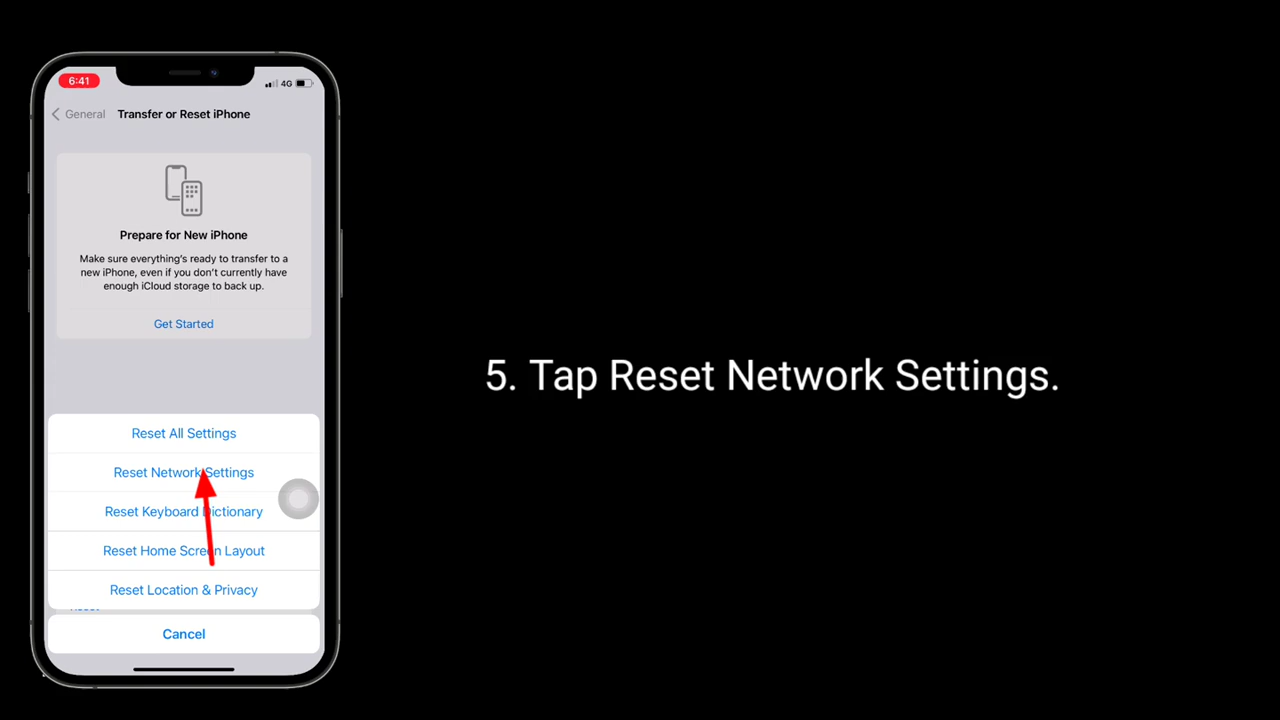 6:41
4G
General
Transfer or Reset iPhone
Prepare for New iPhone
Make sure everything's ready to transfer to a
new iPhone, even if you don't currently have
enough iCloud storage to back up.
Get Started
Reset All Settings
Reset Network Settings
Reset Keyboard Dictionary
Reset Home Screen Layout
Reset Location & Privacy
Reset
Cancel
5. Tap Reset Network Settings.